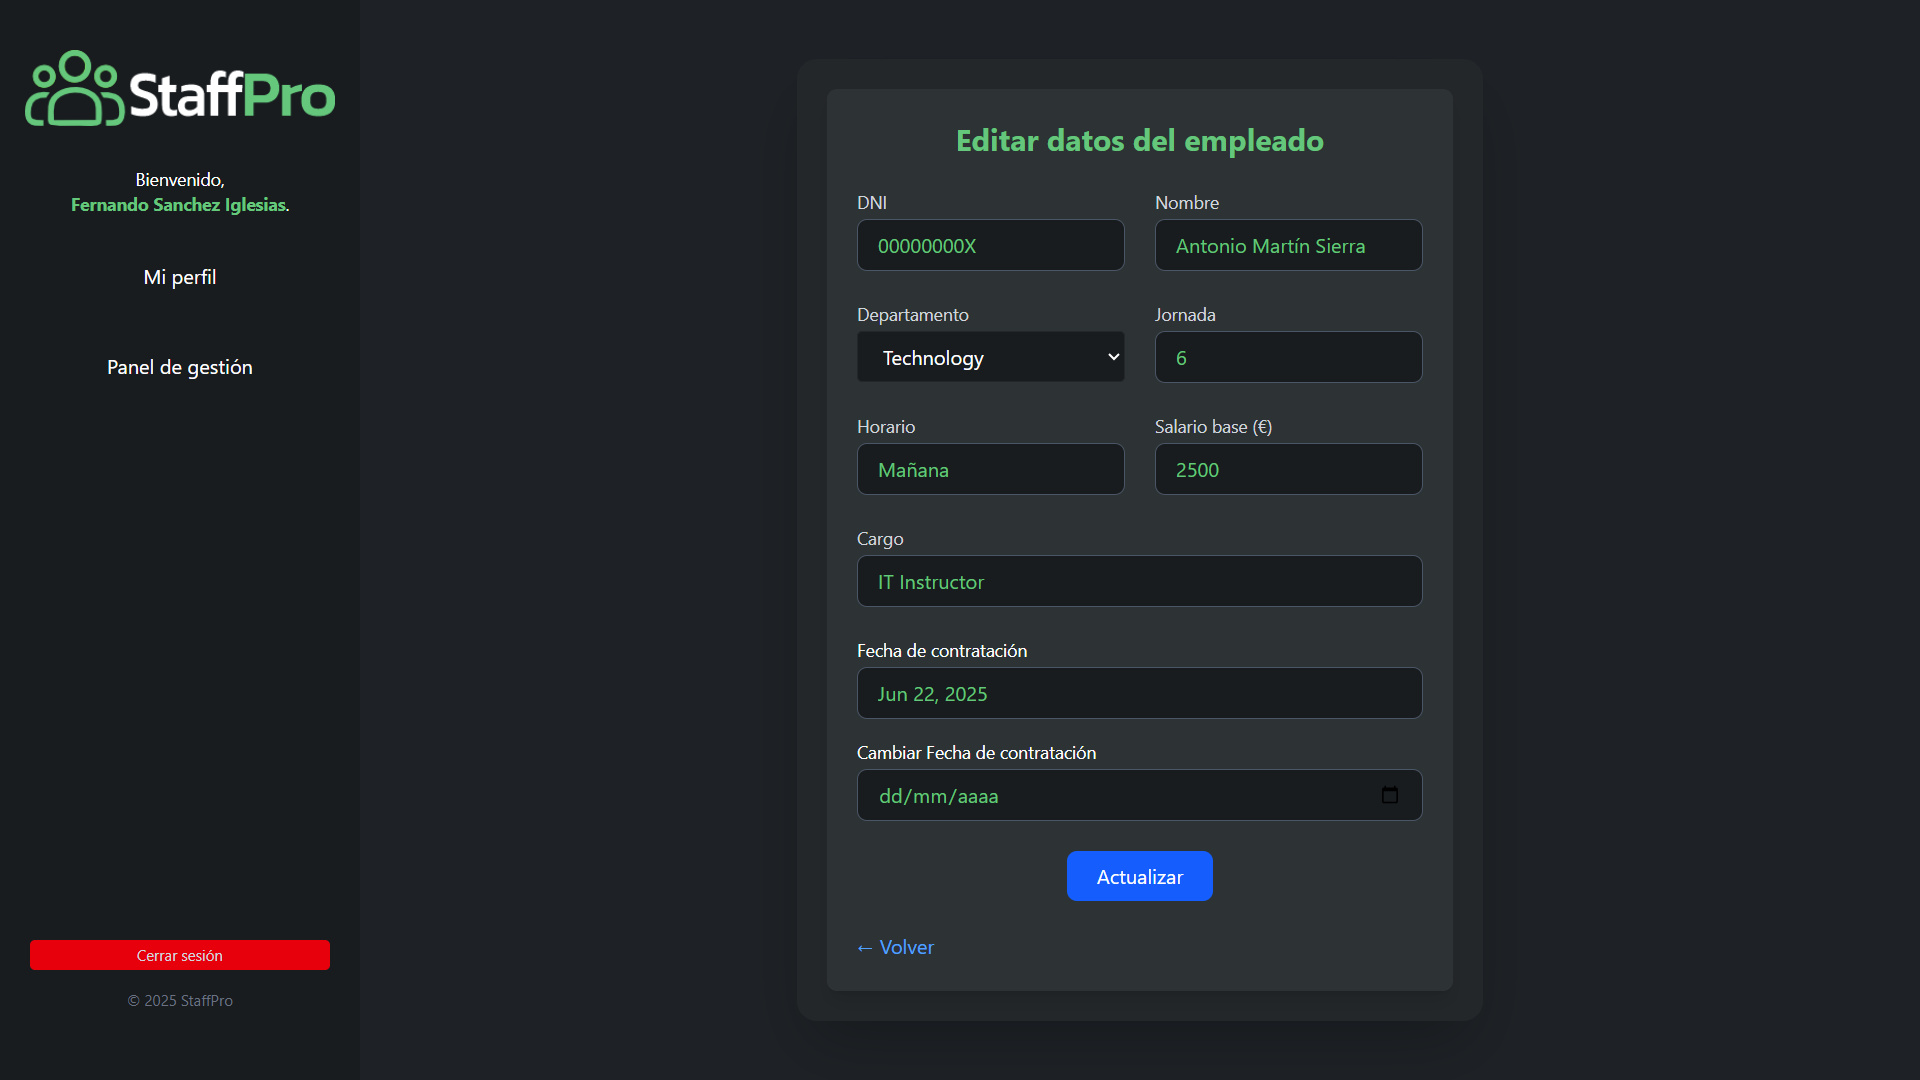 StaffPro
Bienvenido,
Fernando Sanchez Iglesias.
Mi perfil
Panel de gestión
Cerrar sesión
© 2025 StaffPro
Editar datos del empleado
DNI
00000000X
Nombre
Antonio Martín Sierra
Departamento
Technology
Jornada
6
Horario
Mañana
Salario base (€)
2500
Cargo
IT Instructor
Fecha de contratación
Jun 22, 2025
Cambiar Fecha de contratación
dd/mm/aaaa
Actualizar
← Volver